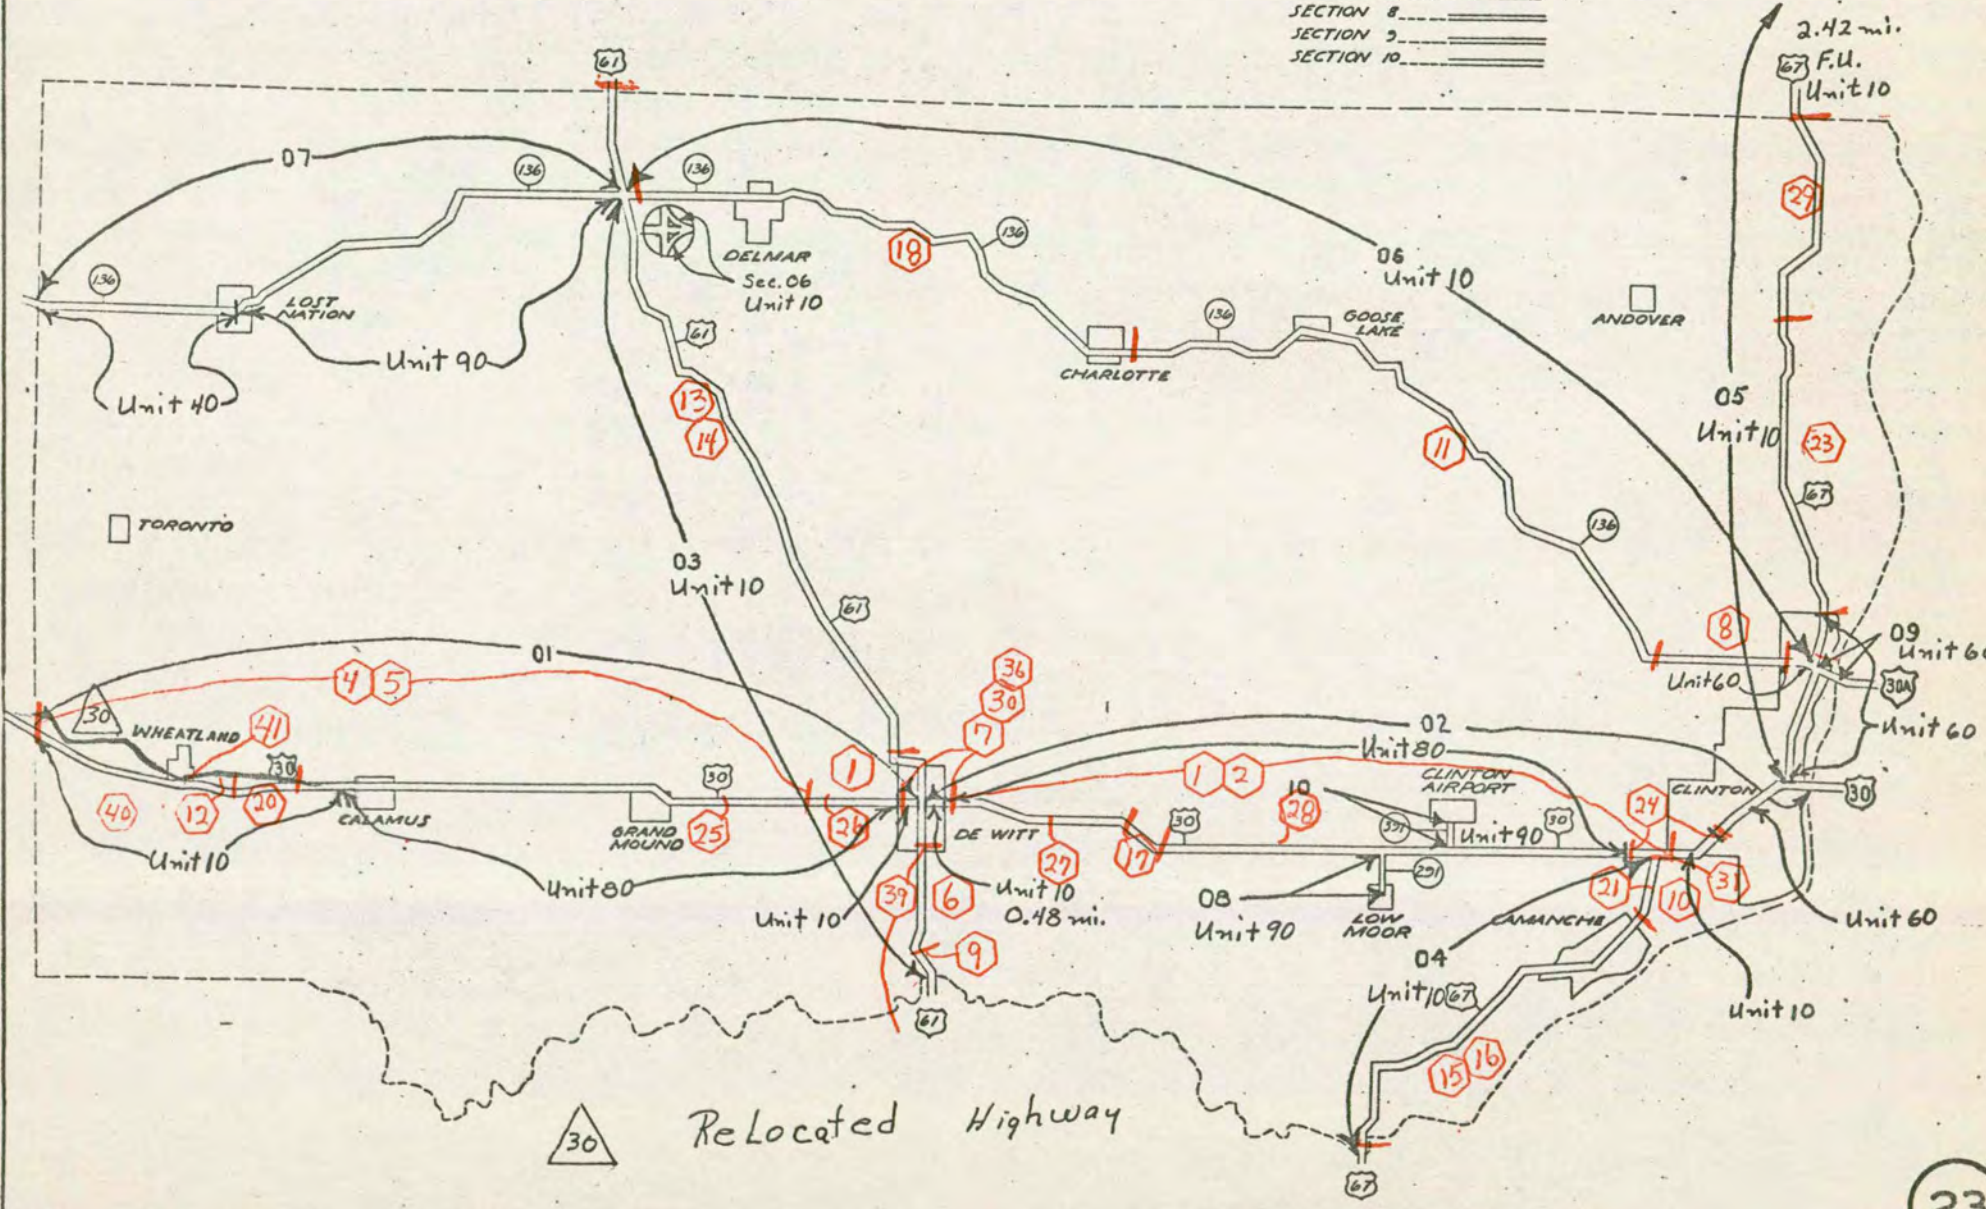 SECTION 8
SECTION 9
SECTION 10
2.42 mi.
67 F.U.
Unit 10
61
07
136
136
29
DELMAR
Sec. 06
Unit 10
18
136
06
Unit 10
136
LOST
NATION
Unit 90
Unit 40
61
13
14
CHARLOTTE
136
GOOSE
LAKE
ANDOVER
05
Unit 10
11
23
67
136
TORONTO
03
Unit 10
61
01
4 5
30
WHEATLAND
41
30
40
12
20
CALAMUS
Unit 10
Unit 80
GRAND
MOUND
30
25
1
26
36
30
7
DE WITT
Unit 10
39
6
Unit 10
0.48 mi.
9
61
02
Unit 80
1 2
27
17
30
10
28
CLINTON
AIRPORT
391
Unit 90
30
08
Unit 90
291
LOW
MOOR
8
Unit 60
09
Unit 60
30A
Unit 60
24
CLINTON
30
21
10
31
CAMANCHE
04
Unit 10 67
Unit 60
Unit 10
15 16
67
30 ReLocated Highway
23